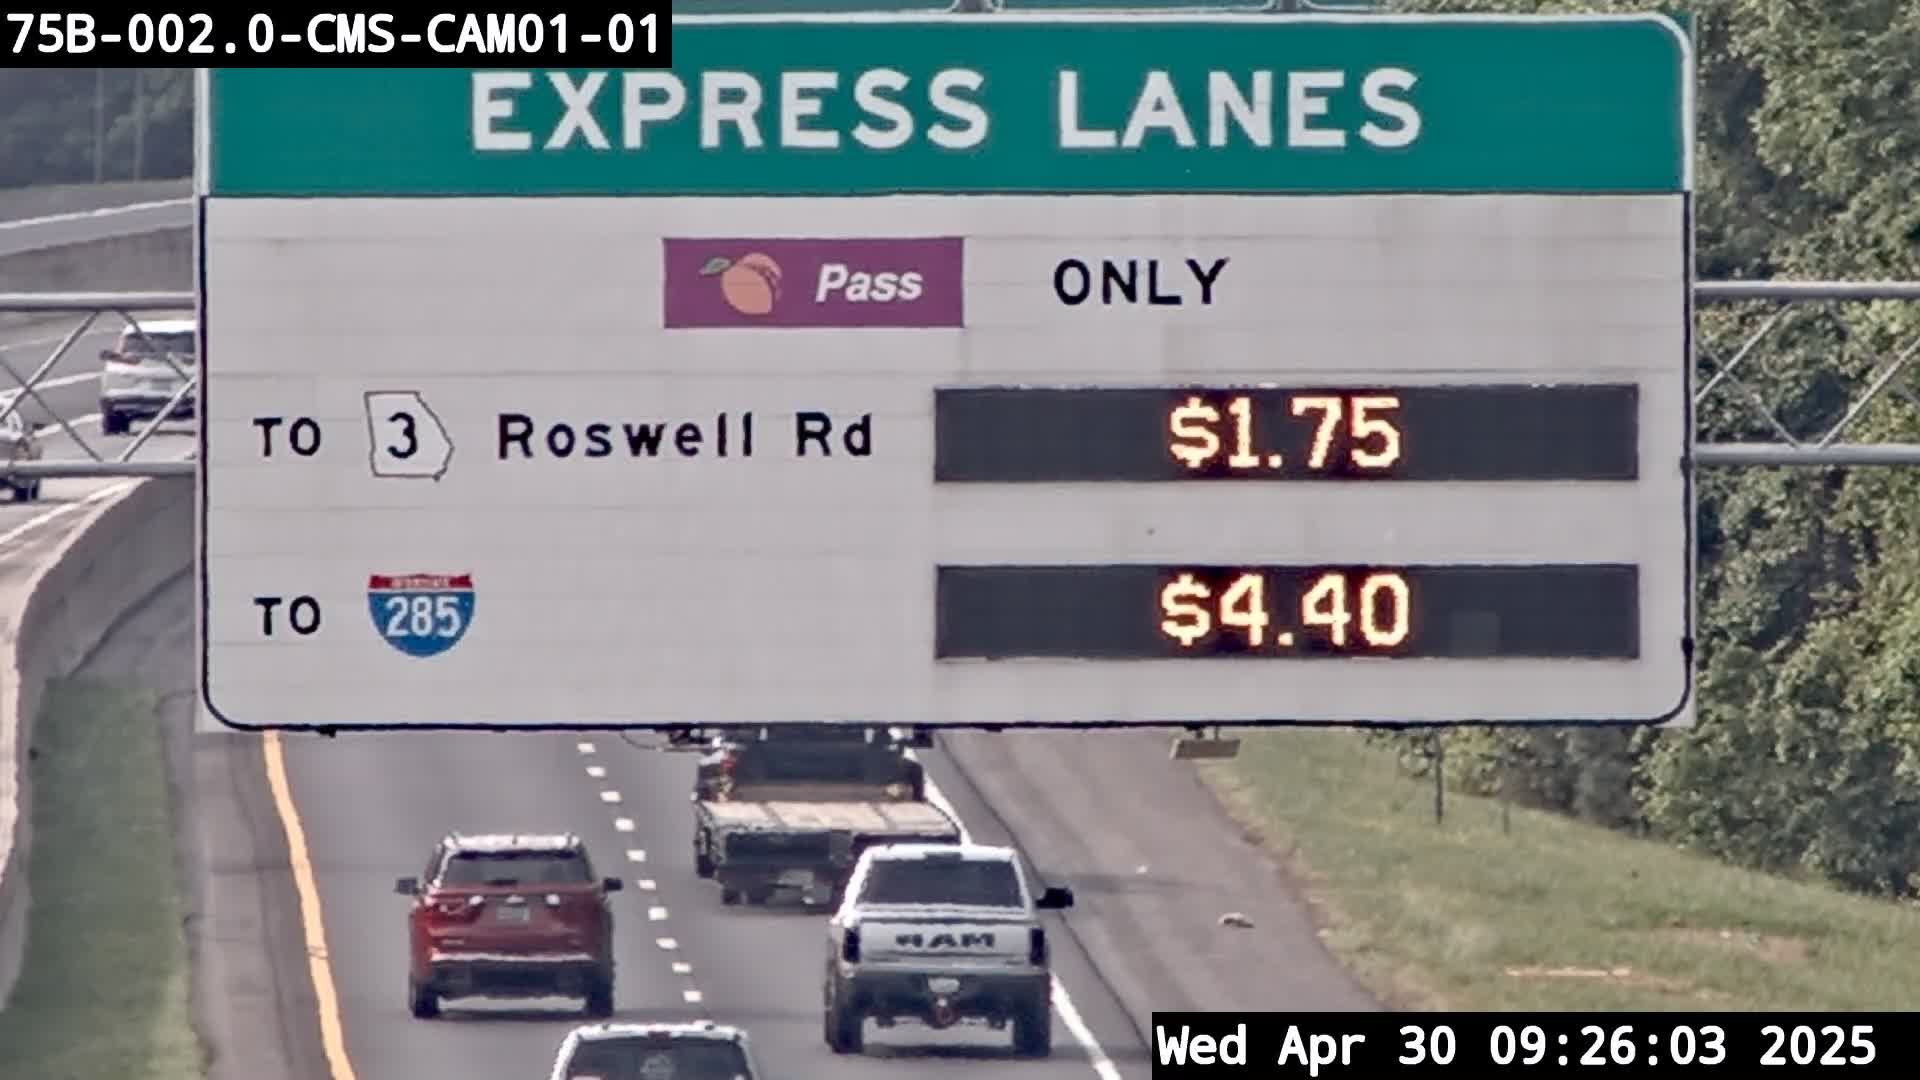 75B-002.0-CMS-CAM01-01
EXPRESS LANES
Pass ONLY
TO 3 Roswell Rd $1.75
TO 285 $4.40
RAM
Wed Apr 30 09:26:03 2025